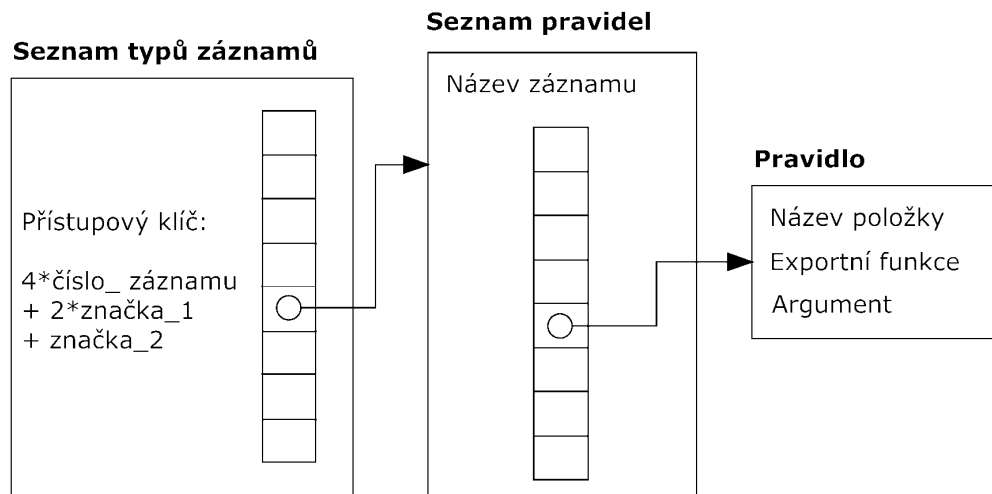 Seznam typů záznamů
Přístupový klíč:
4*číslo_ záznamu
+ 2*značka_1
+ značka_2
Seznam pravidel
Název záznamu
Pravidlo
Název položky
Exportní funkce
Argument